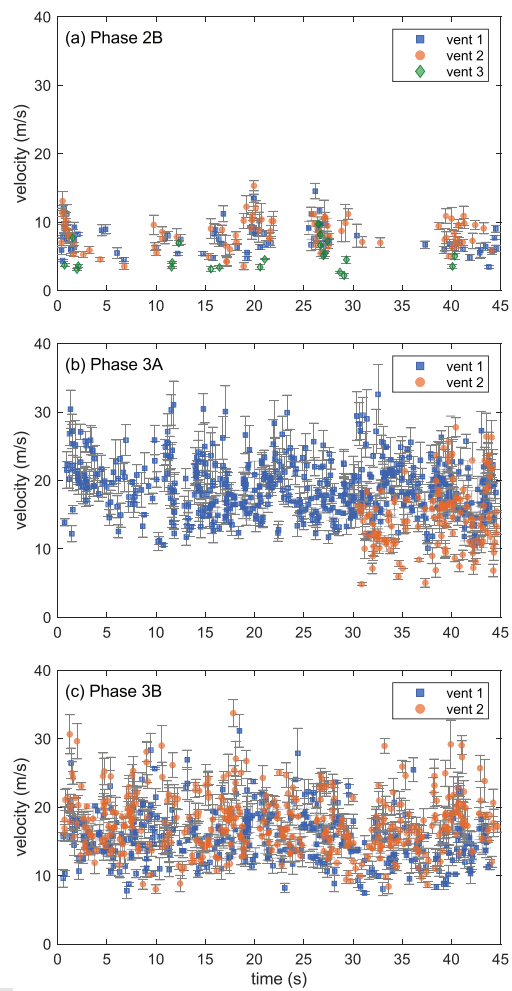 (a) Phase 2B
vent 1
vent 2
vent 3
velocity (m/s)
40
30
20
10
0
0 5 10 15 20 25 30 35 40 45
(b) Phase 3A
vent 1
vent 2
velocity (m/s)
40
30
20
10
0
0 5 10 15 20 25 30 35 40 45
(c) Phase 3B
vent 1
vent 2
velocity (m/s)
40
30
20
10
0
0 5 10 15 20 25 30 35 40 45
time (s)